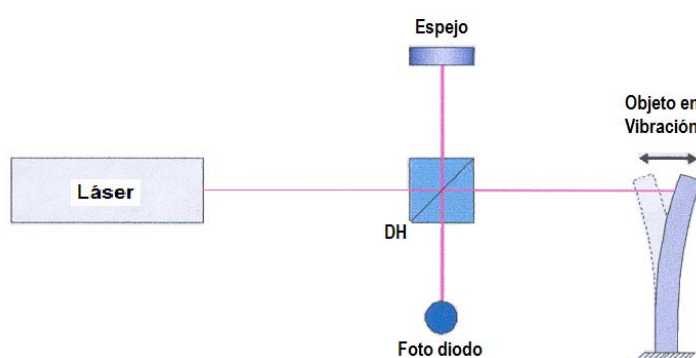 Espejo
Objeto en
Vibración
Láser
DH
Foto diodo